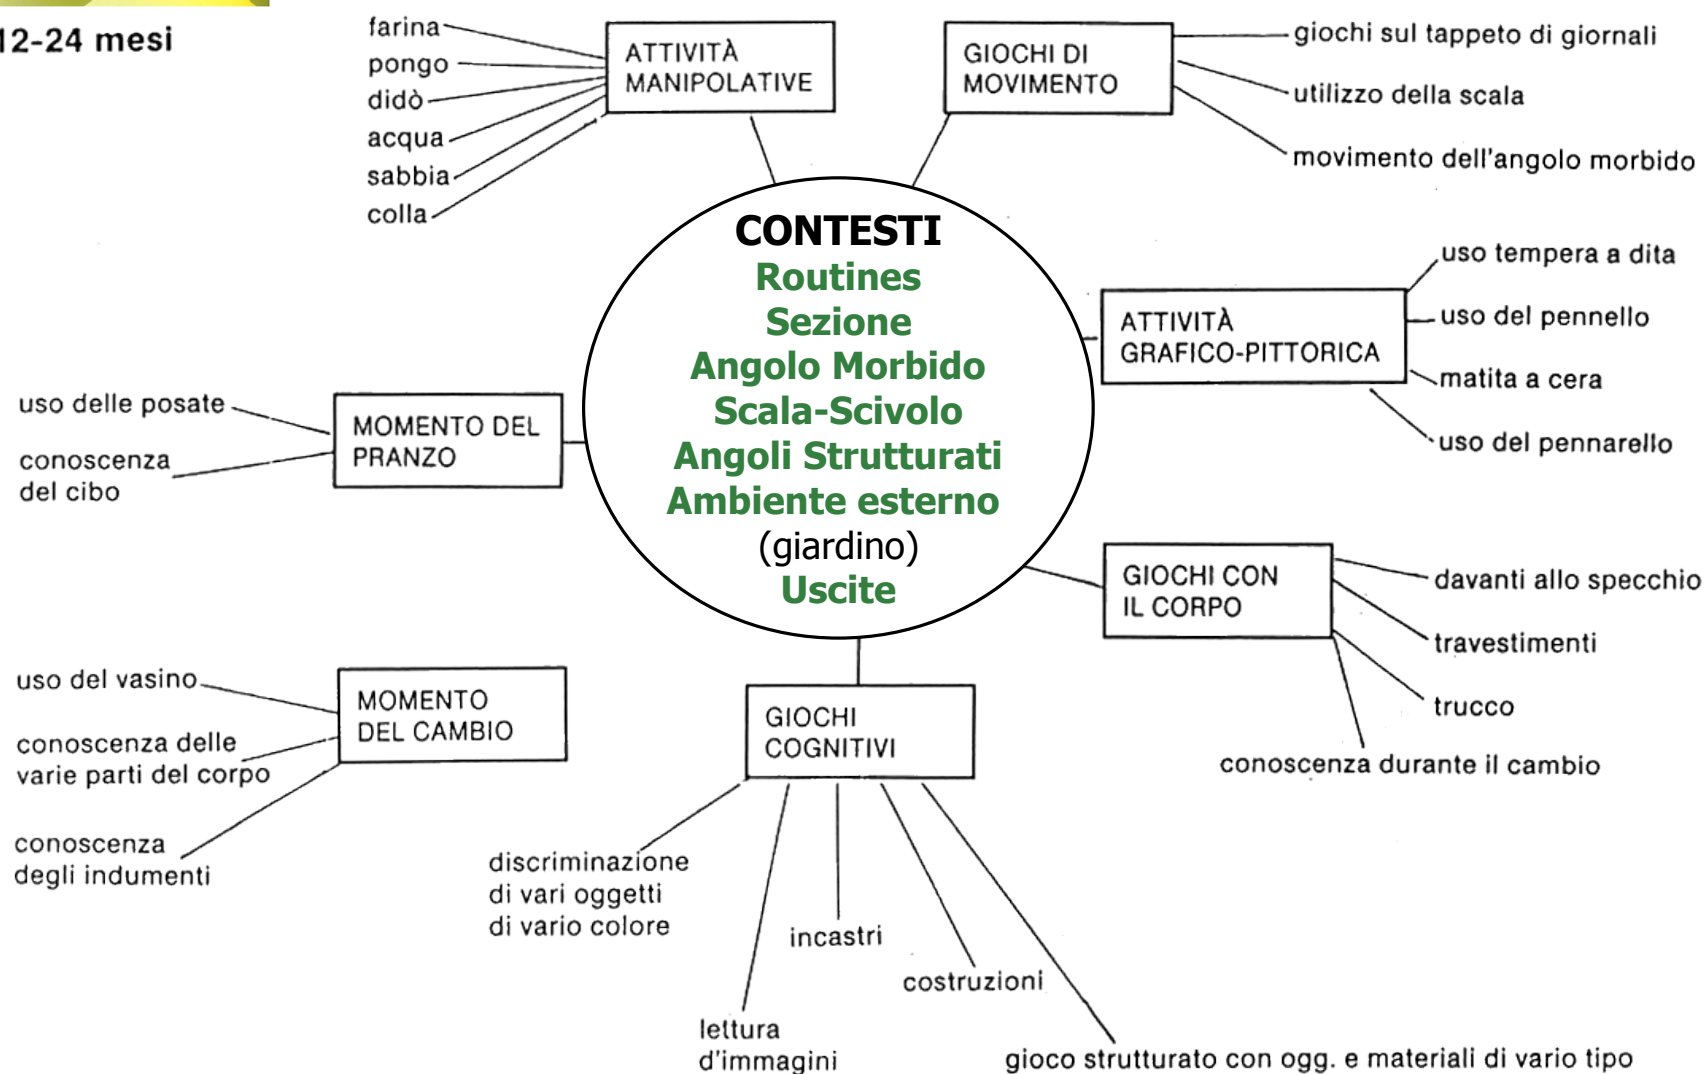 12-24 mesi
farina
pongo
didò
acqua
sabbia
colla
ATTIVITÀ
MANIPOLATIVE
GIOCHI DI
MOVIMENTO
giochi sul tappeto di giornali
utilizzo della scala
movimento dell'angolo morbido
CONTESTI
Routines
Sezione
Angolo Morbido
Scala-Scivolo
Angoli Strutturati
Ambiente esterno
(giardino)
Uscite
ATTIVITÀ
GRAFICO-PITTORICA
uso tempera a dita
uso del pennello
matita a cera
uso del pennarello
uso delle posate
conoscenza
del cibo
MOMENTO DEL
PRANZO
GIOCHI CON
IL CORPO
davanti allo specchio
travestimenti
trucco
conoscenza durante il cambio
uso del vasino
conoscenza delle
varie parti del corpo
conoscenza
degli indumenti
MOMENTO
DEL CAMBIO
GIOCHI
COGNITIVI
discriminazione
di vari oggetti
di vario colore
lettura
d'immagini
incastri
costruzioni
gioco strutturato con ogg. e materiali di vario tipo